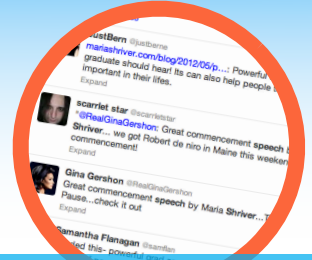 JustBern @justberne
mariashriver.com/blog/2012/05/p...: Powerful
graduate should hear! Its can also help people
important in their lifes.
Expand
scarriet star @scarrietstar
"@RealGinaGershon: Great commencement speech
Shriver... we got Robert de niro in Maine this weeken
commencement!
Expand
Gina Gershon @RealGinaGershon
Great commencement speech by Maria Shriver...T
Pause...check it out
Expand
Samantha Flanagan @samflan
this- powerful grad